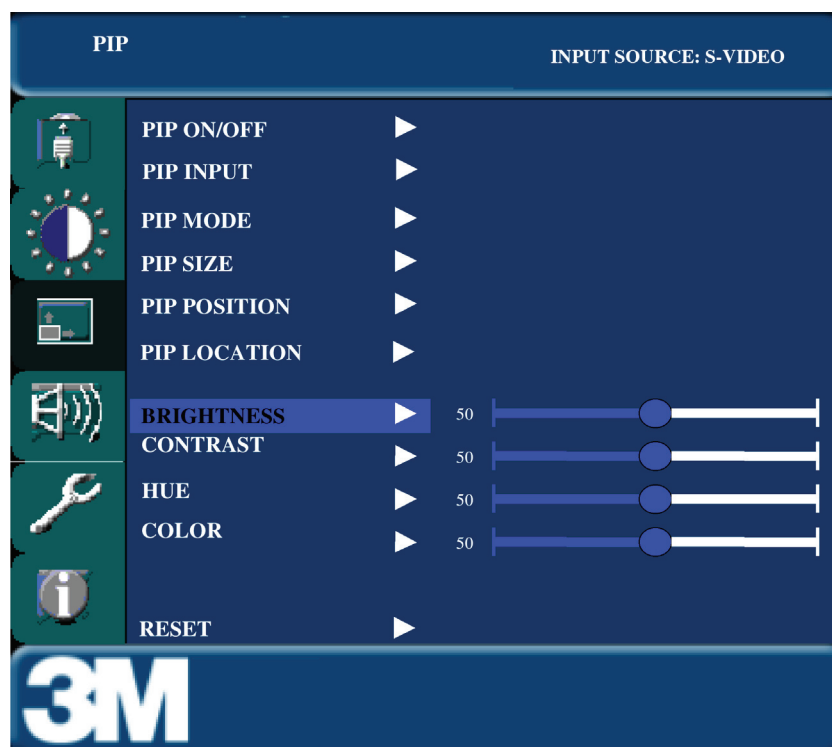 PIP
INPUT SOURCE: S-VIDEO
PIP ON/OFF
PIP INPUT
PIP MODE
PIP SIZE
PIP POSITION
PIP LOCATION
BRIGHTNESS 50
CONTRAST 50
HUE 50
COLOR 50
RESET
3M